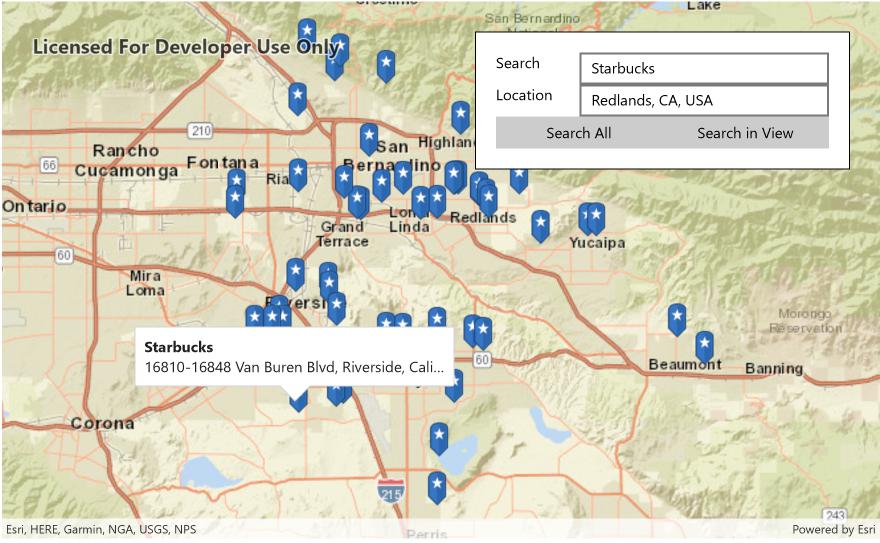 Crestline
Lake
San Bernardino
Licensed For Developer Use Only
Search
Starbucks
Location
Redlands, CA, USA
Search All
Search in View
210
Rancho
Cucamonga
San
Bernardino
66
Fontana
Ontario
Loma
Linda
Redlands
Grand
Terrace
Yucaipa
60
Mira
Loma
Morongo
Reservation
Starbucks
16810-16848 Van Buren Blvd, Riverside, Cali...
60
Beaumont
Banning
Corona
215
243
Perris
Esri, HERE, Garmin, NGA, USGS, NPS
Powered by Esri